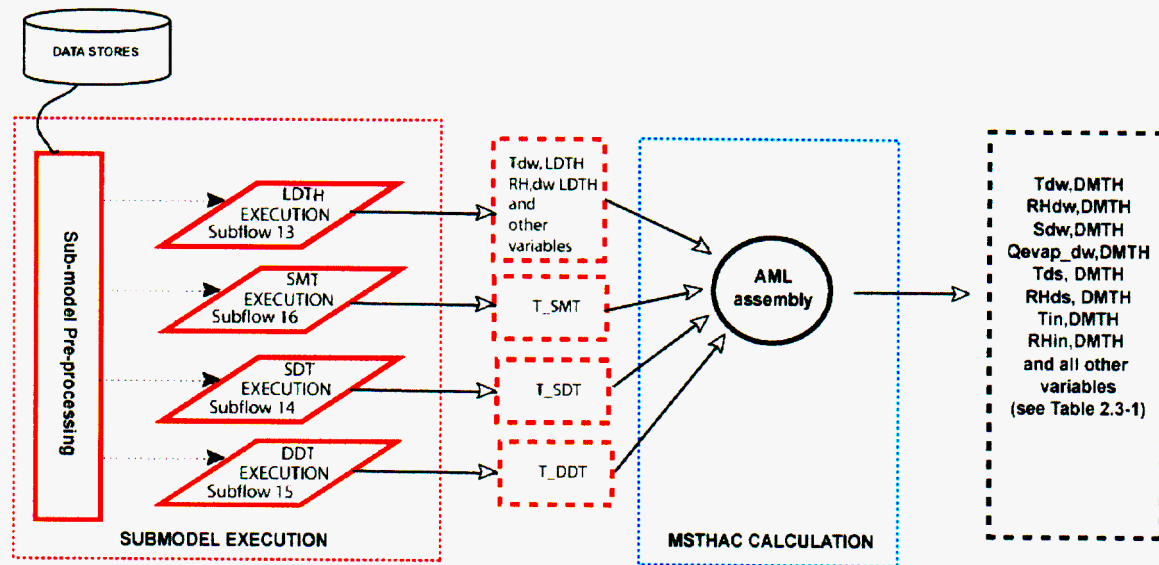 DATA STORES
Sub-model Pre-processing
LDTH
EXECUTION
Subflow 13
SMT
EXECUTION
Subflow 16
SDT
EXECUTION
Subflow 14
DDT
EXECUTION
Subflow 15
SUBMODEL EXECUTION
Tdw, LDTH
RH,dw LDTH
and
other
variables
T_SMT
T_SDT
T_DDT
AML
assembly
MSTHAC CALCULATION
Tdw,DMTH
RHdw,DMTH
Sdw,DMTH
Qevap_dw,DMTH
Tds, DMTH
RHds, DMTH
Tin,DMTH
RHin,DMTH
and all other
variables
(see Table 2.3-1)